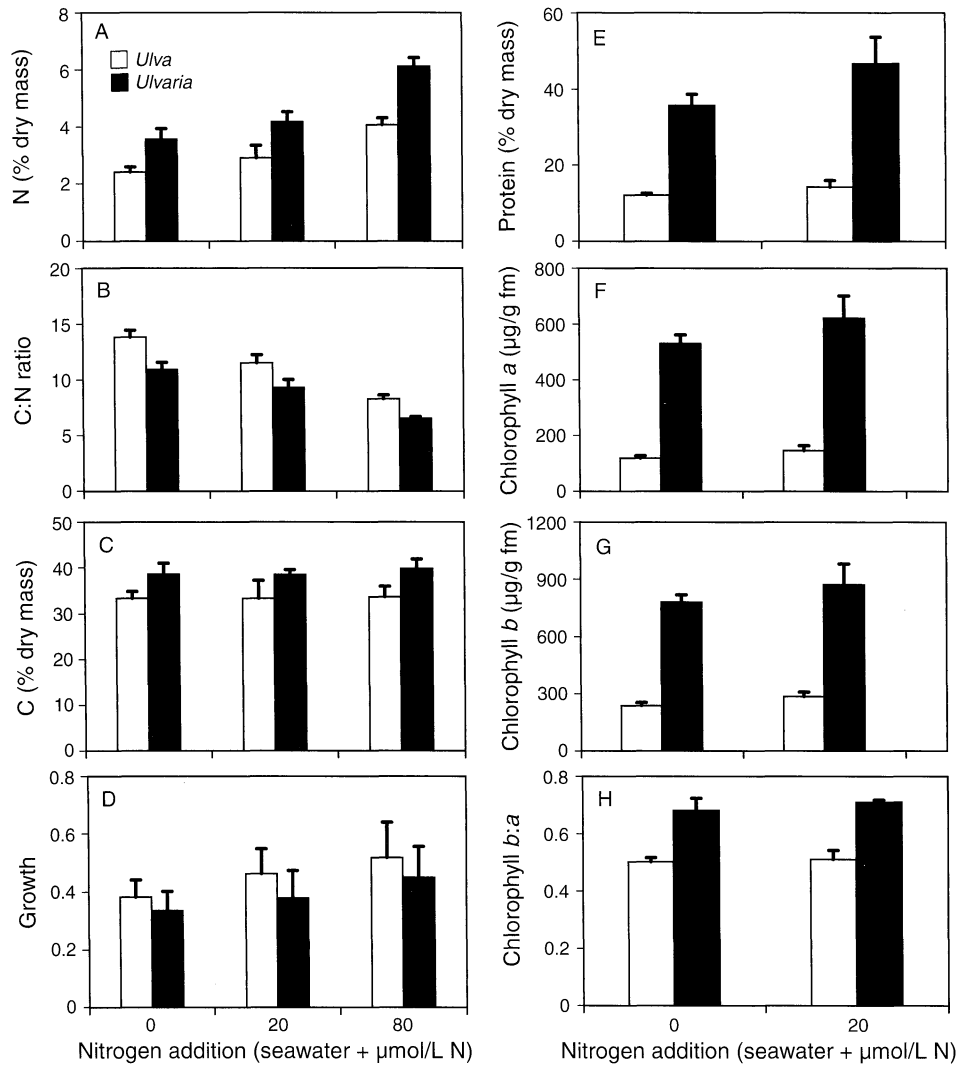 A
Ulva
Ulvaria
N (% dry mass)
8
6
4
2
0
B
C:N ratio
20
15
10
5
0
C
C (% dry mass)
50
40
30
20
10
0
D
Growth
0.8
0.6
0.4
0.2
0
0 20 80
Nitrogen addition (seawater + µmol/L N)
E
Protein (% dry mass)
60
40
20
0
F
Chlorophyll a (µg/g fm)
800
600
400
200
0
G
Chlorophyll b (µg/g fm)
1200
900
600
300
0
H
Chlorophyll b:a
0.8
0.6
0.4
0.2
0
0 20
Nitrogen addition (seawater + µmol/L N)